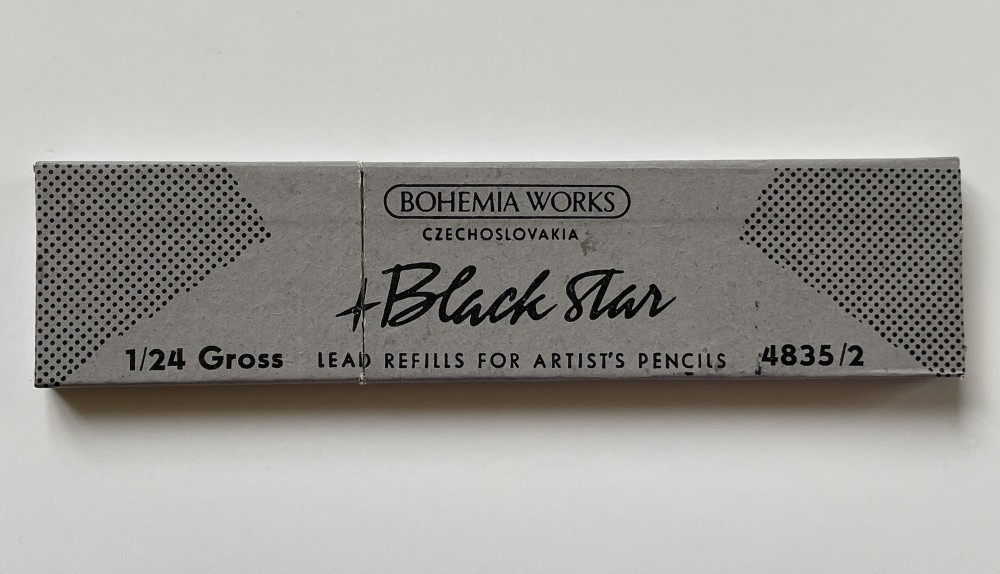 BOHEMIA WORKS
CZECHOSLOVAKIA
Black Star
1/24 Gross LEAD REFILLS FOR ARTIST'S PENCILS 4835/2